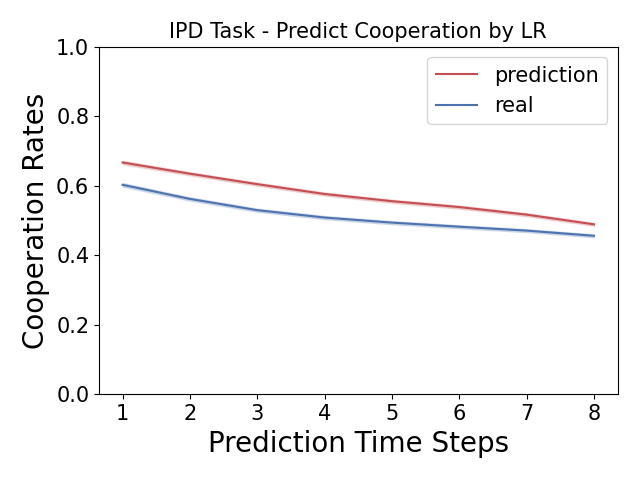 IPD Task - Predict Cooperation by LR
prediction
real
Cooperation Rates
1.0
0.8
0.6
0.4
0.2
0.0
1 2 3 4 5 6 7 8
Prediction Time Steps